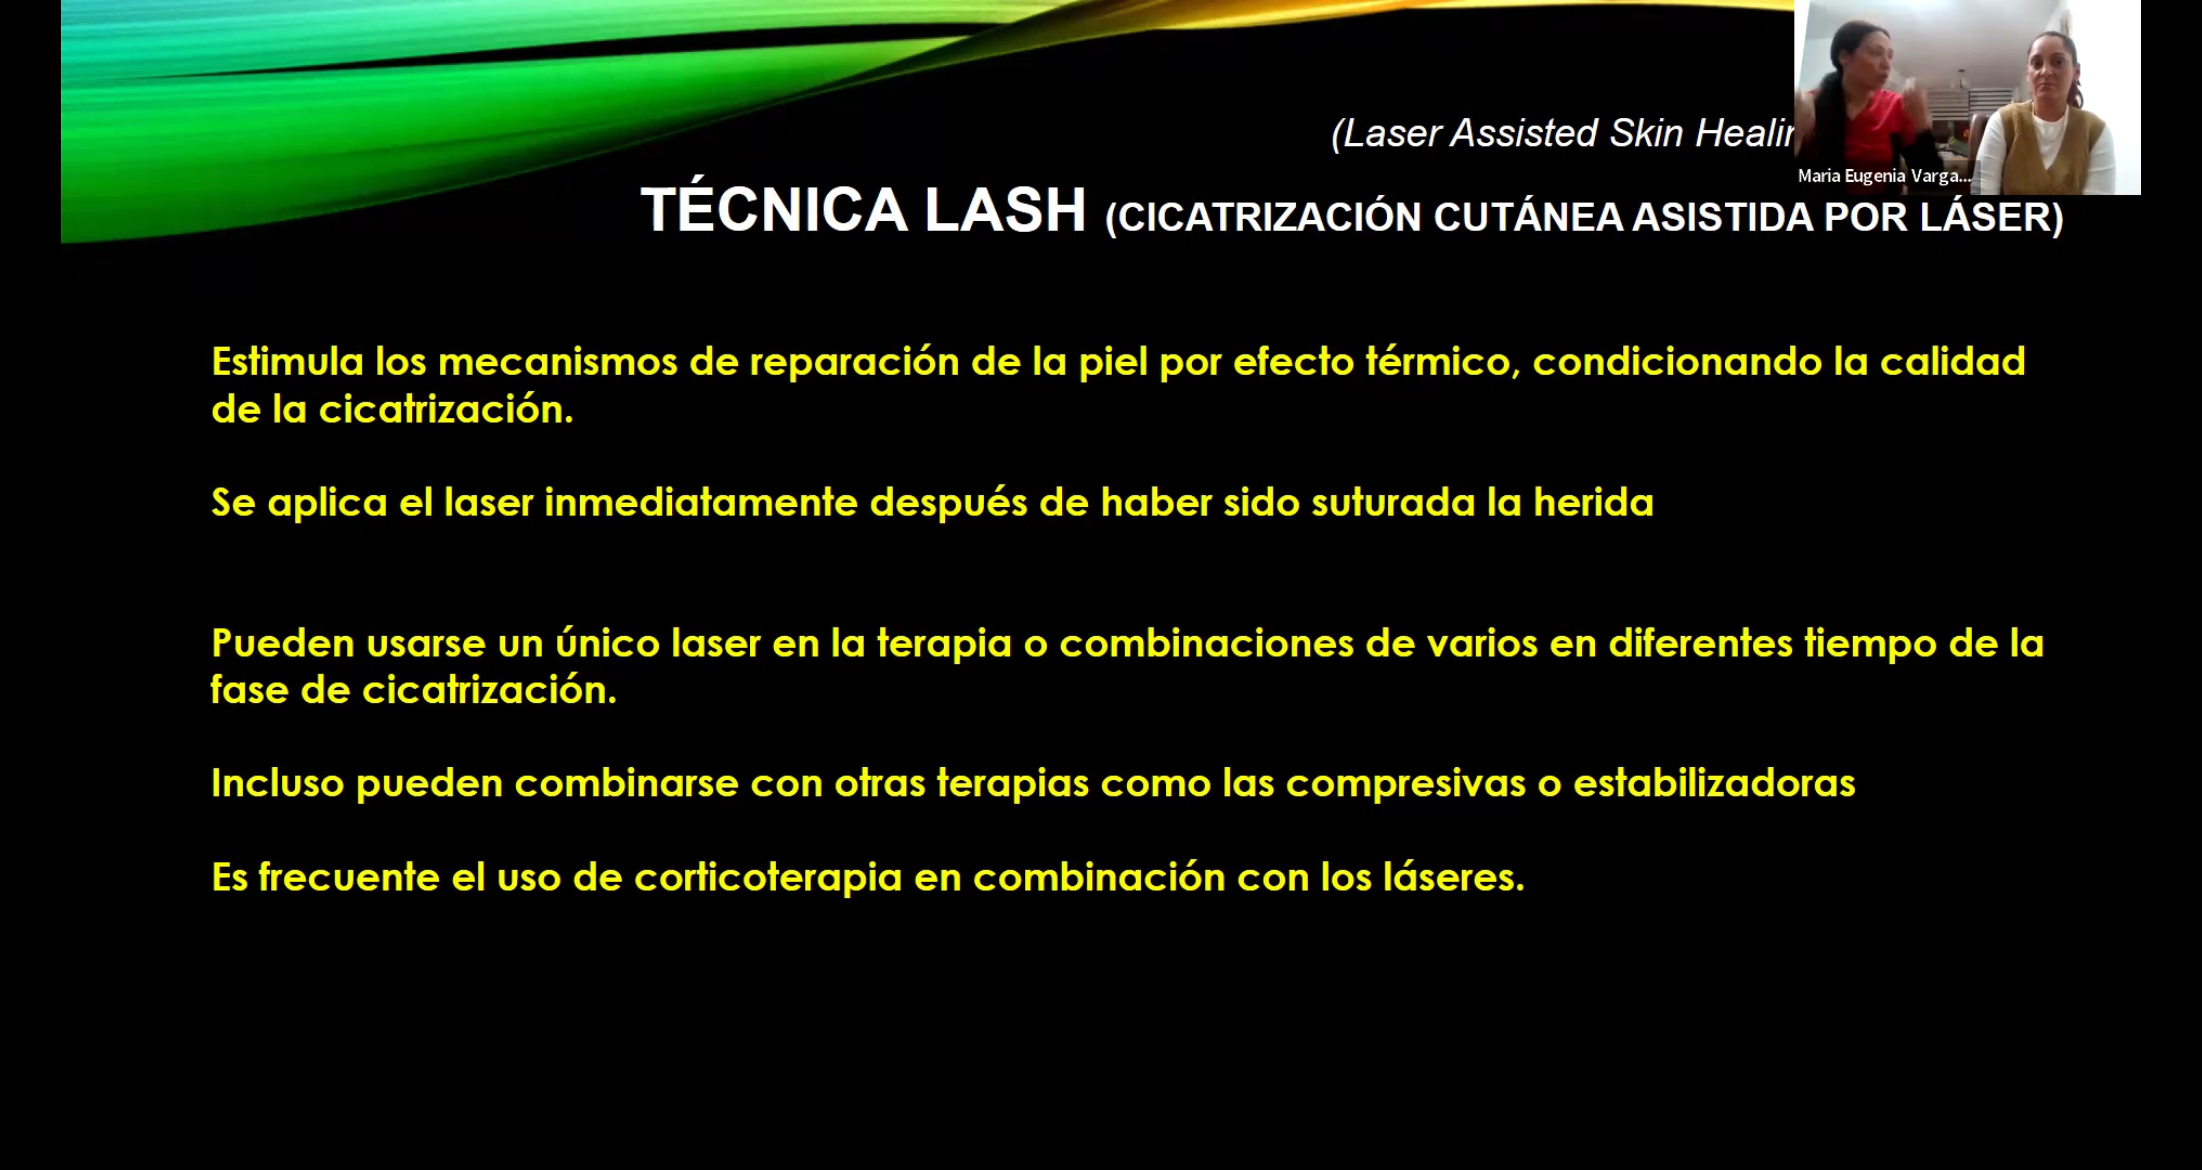 (Laser Assisted Skin
Maria Eugenia Varga...
TÉCNICA LASH (CICATRIZACIÓN CUTÁNEA ASISTIDA POR LÁSER)
Estimula los mecanismos de reparación de la piel por efecto térmico, condicionando la calidad
de la cicatrización.
Se aplica el laser inmediatamente después de haber sido suturada la herida
Pueden usarse un único laser en la terapia o combinaciones de varios en diferentes tiempo de la
fase de cicatrización.
Incluso pueden combinarse con otras terapias como las compresivas o estabilizadoras
Es frecuente el uso de corticoterapia en combinación con los láseres.